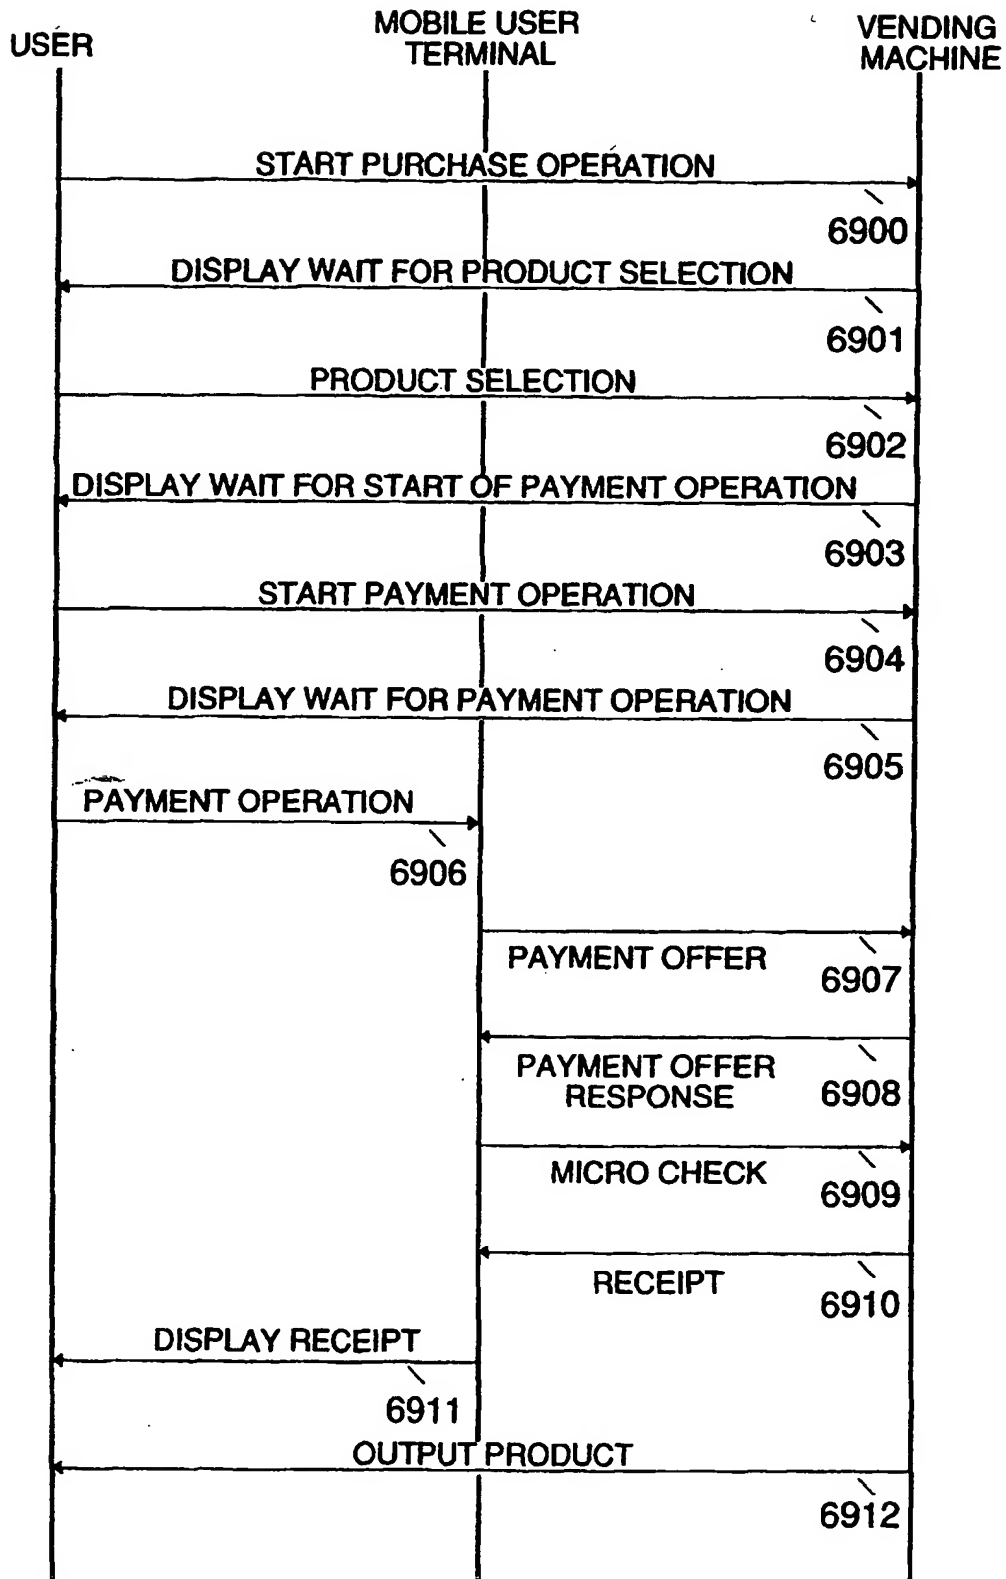 USER
MOBILE USER
TERMINAL
VENDING
MACHINE
START PURCHASE OPERATION
6900
DISPLAY WAIT FOR PRODUCT SELECTION
6901
PRODUCT SELECTION
6902
DISPLAY WAIT FOR START OF PAYMENT OPERATION
6903
START PAYMENT OPERATION
6904
DISPLAY WAIT FOR PAYMENT OPERATION
6905
PAYMENT OPERATION
6906
PAYMENT OFFER
6907
PAYMENT OFFER
RESPONSE
6908
MICRO CHECK
6909
RECEIPT
6910
DISPLAY RECEIPT
6911
OUTPUT PRODUCT
6912